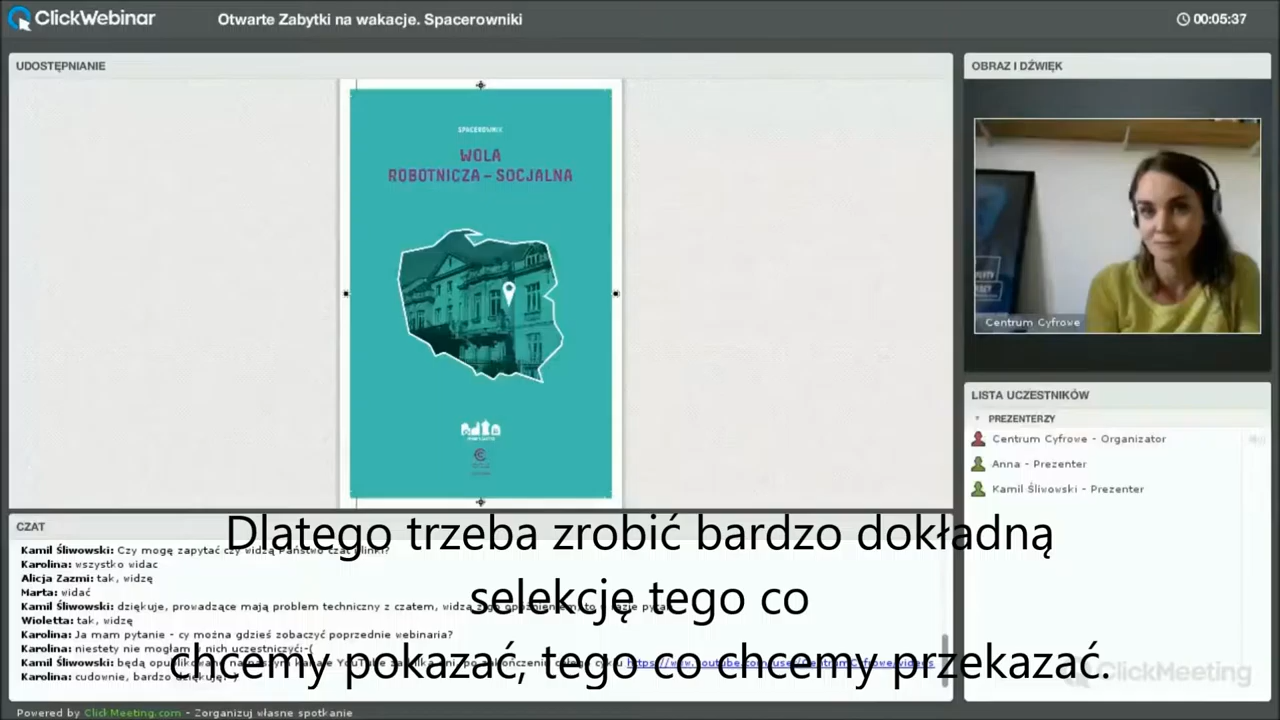 ClickWebinar
Otwarte Zabytki na wakacje. Spacerowniki
00:05:37
UDOSTĘPNIANIE
SPACEROWNIK
WOLA
ROBOTNICZA – SOCJALNA
OBRAZ I DŹWIĘK
Centrum Cyfrowe
LISTA UCZESTNIKÓW
PREZENTERZY
Centrum Cyfrowe - Organizator
Anna - Prezenter
Kamil Śliwowski - Prezenter
CZAT
Kamil Śliwowski: Czy mogę zapytać czy widzą Państwo czat i linki?
Karolina: wszystko widac
Alicja Zazmi: tak, widzę
Marta: widać
Kamil Śliwowski: dziękuje, prowadzące mają problem techniczny z czatem, widzą
Wioletta: tak, widzę
Karolina: Ja mam pytanie - cy można gdzieś zobaczyć poprzednie webinaria?
Karolina: niestety nie mogłam w nich uczestniczyć:-(
Kamil Śliwowski: będą
Karolina: cudownie, bardzo dziękuję:)
Dlatego trzeba zrobić bardzo dokładną
selekcję tego co
chcemy pokazać, tego co chcemy przekazać.
ClickMeeting
Powered by ClickMeeting.com - Zorganizuj własne spotkanie